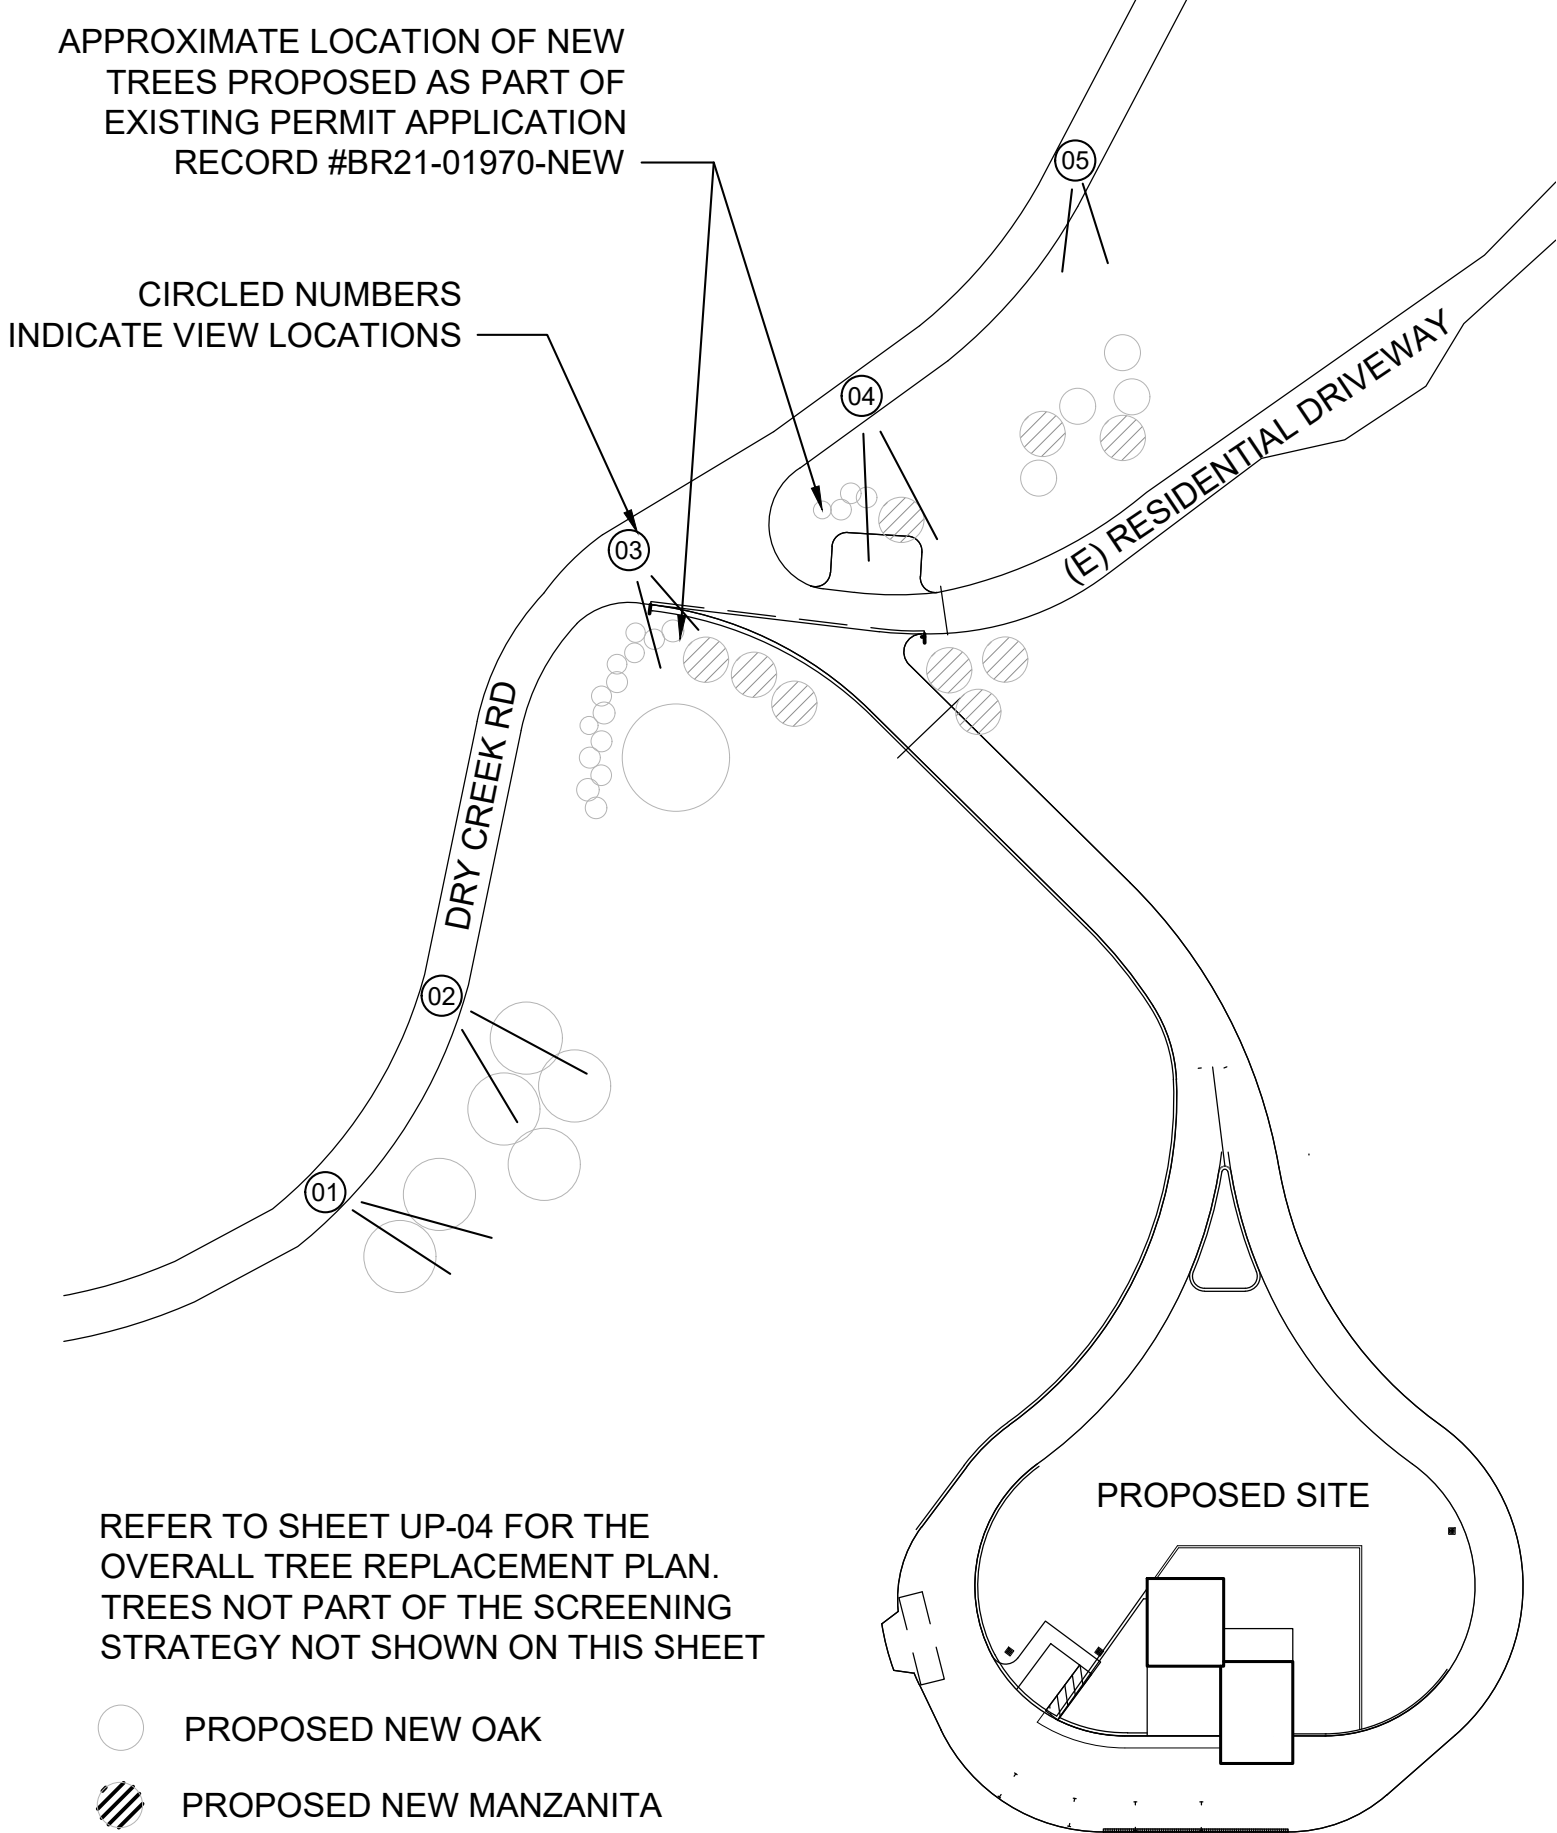 APPROXIMATE LOCATION OF NEW
TREES PROPOSED AS PART OF
EXISTING PERMIT APPLICATION
RECORD #BR21-01970-NEW
05
CIRCLED NUMBERS
INDICATE VIEW LOCATIONS
04
(E) RESIDENTIAL DRIVEWAY
03
DRY CREEK RD
02
01
PROPOSED SITE
REFER TO SHEET UP-04 FOR THE
OVERALL TREE REPLACEMENT PLAN.
TREES NOT PART OF THE SCREENING
STRATEGY NOT SHOWN ON THIS SHEET
PROPOSED NEW OAK
PROPOSED NEW MANZANITA